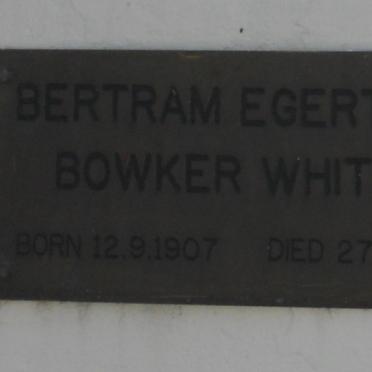 BERTRAM EGERT
BOWKER WHIT
BORN 12.9.1907 DIED 27